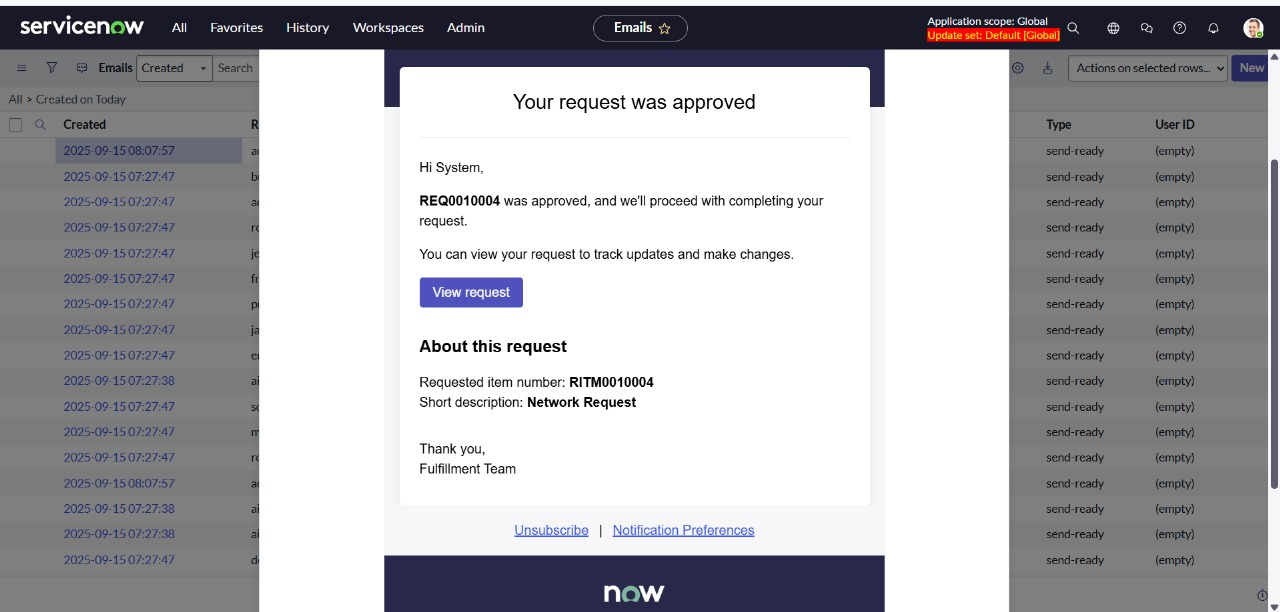 servicenow All Favorites History Workspaces Admin Emails Application scope: Global
Update set: Default [Global]
Emails Created Search Actions on selected rows... New
All > Created on Today
Created Type User ID
2025-09-15 08:07:57 send-ready (empty)
2025-09-15 07:27:47 send-ready (empty)
2025-09-15 07:27:47 send-ready (empty)
2025-09-15 07:27:47 send-ready (empty)
2025-09-15 07:27:47 send-ready (empty)
2025-09-15 07:27:47 send-ready (empty)
2025-09-15 07:27:47 send-ready (empty)
2025-09-15 07:27:47 send-ready (empty)
2025-09-15 07:27:47 send-ready (empty)
2025-09-15 07:27:38 send-ready (empty)
2025-09-15 07:27:47 send-ready (empty)
2025-09-15 07:27:47 send-ready (empty)
2025-09-15 07:27:47 send-ready (empty)
2025-09-15 08:07:57 send-ready (empty)
2025-09-15 07:27:38 send-ready (empty)
2025-09-15 07:27:38 send-ready (empty)
2025-09-15 07:27:47 send-ready (empty)
Your request was approved
Hi System,
REQ0010004 was approved, and we'll proceed with completing your
request.
You can view your request to track updates and make changes.
View request
About this request
Requested item number: RITM0010004
Short description: Network Request
Thank you,
Fulfillment Team
Unsubscribe | Notification Preferences
now